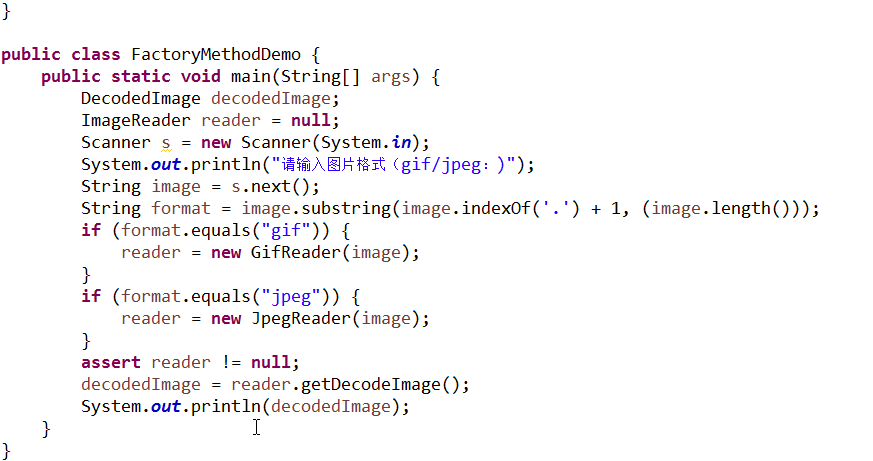 }
public class FactoryMethodDemo {
public static void main(String[] args) {
DecodedImage decodedImage;
ImageReader reader = null;
Scanner s = new Scanner(System.in);
System.out.println("请输入图片格式（gif/jpeg：)");
String image = s.next();
String format = image.substring(image.indexOf('.') + 1, (image.length()));
if (format.equals("gif")) {
reader = new GifReader(image);
}
if (format.equals("jpeg")) {
reader = new JpegReader(image);
}
assert reader != null;
decodedImage = reader.getDecodeImage();
System.out.println(decodedImage);
}
}